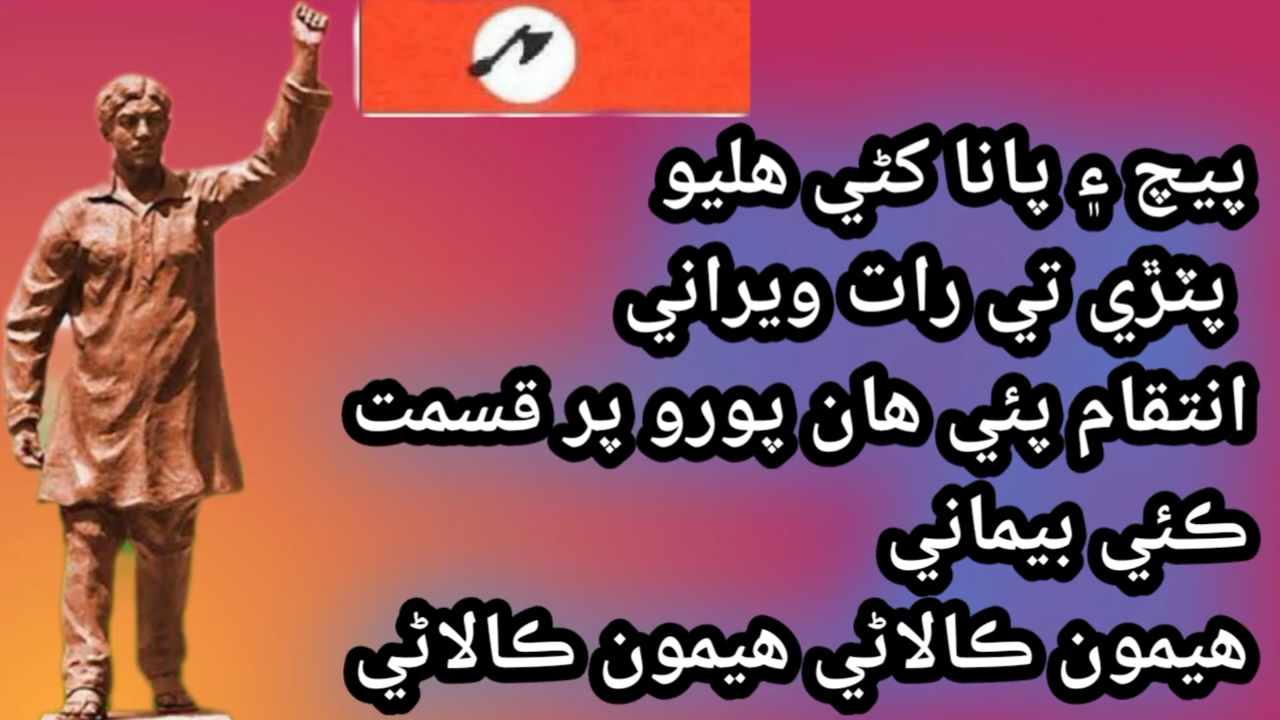 پيچ ۽ پانا کڻي هليو
پٽڙي تي رات ويراني
انتقام پئي هان پورو پر قسمت
ڪئي بيماني
هيمون ڪالاڻي هيمون ڪالاڻي